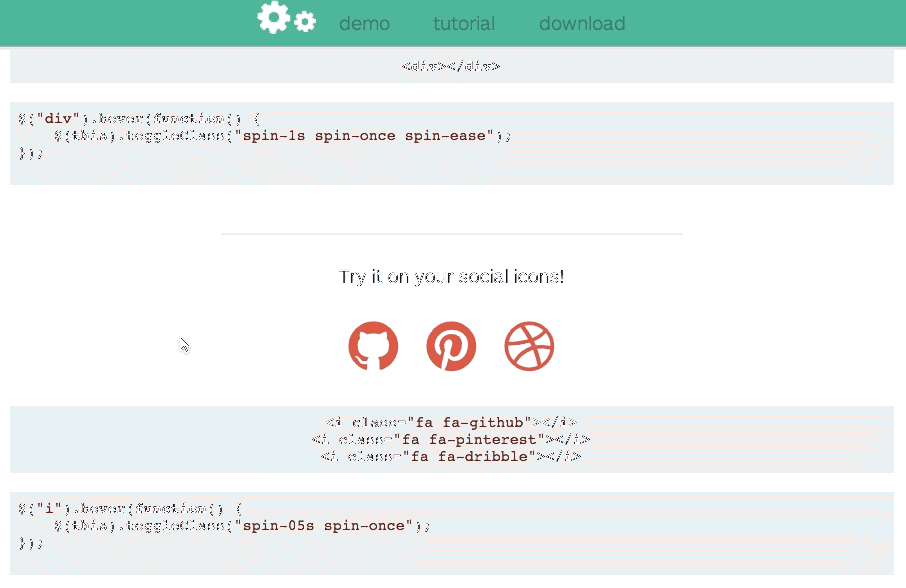 demo tutorial download
<div></div>
$("div").hover(function() {
    $(this).toggleClass("spin-1s spin-once spin-ease");
});
Try it on your social icons!
<i class="fa fa-github"></i>
<i class="fa fa-pinterest"></i>
<i class="fa fa-dribble"></i>
$("i").hover(function() {
    $(this).toggleClass("spin-05s spin-once");
});